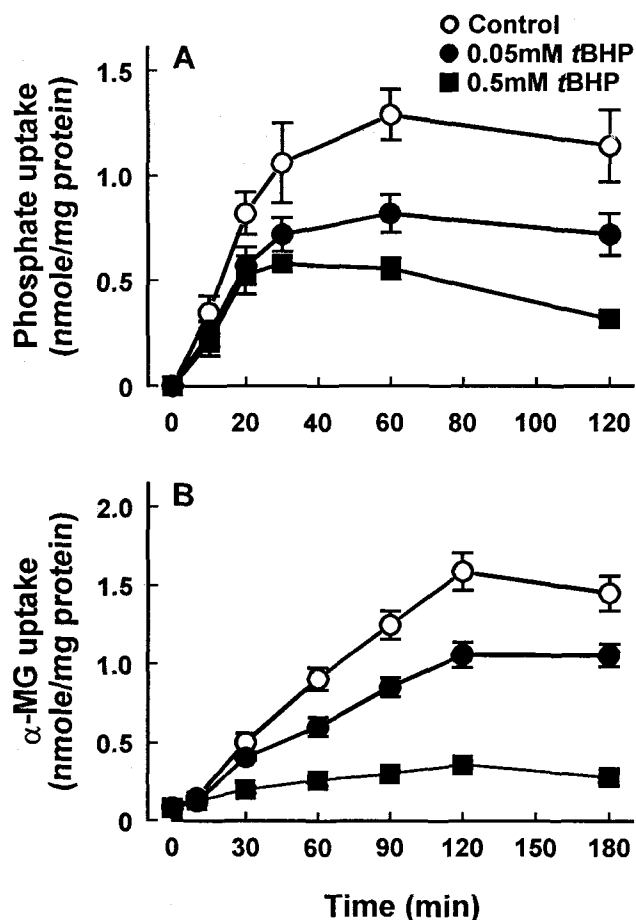 Control
0.05mM tBHP
0.5mM tBHP
A
Phosphate uptake
(nmole/mg protein)
1.5
1.0
0.5
0
0 20 40 60 80 100 120
B
α-MG uptake
(nmole/mg protein)
2.0
1.5
1.0
0.5
0
0 30 60 90 120 150 180
Time (min)